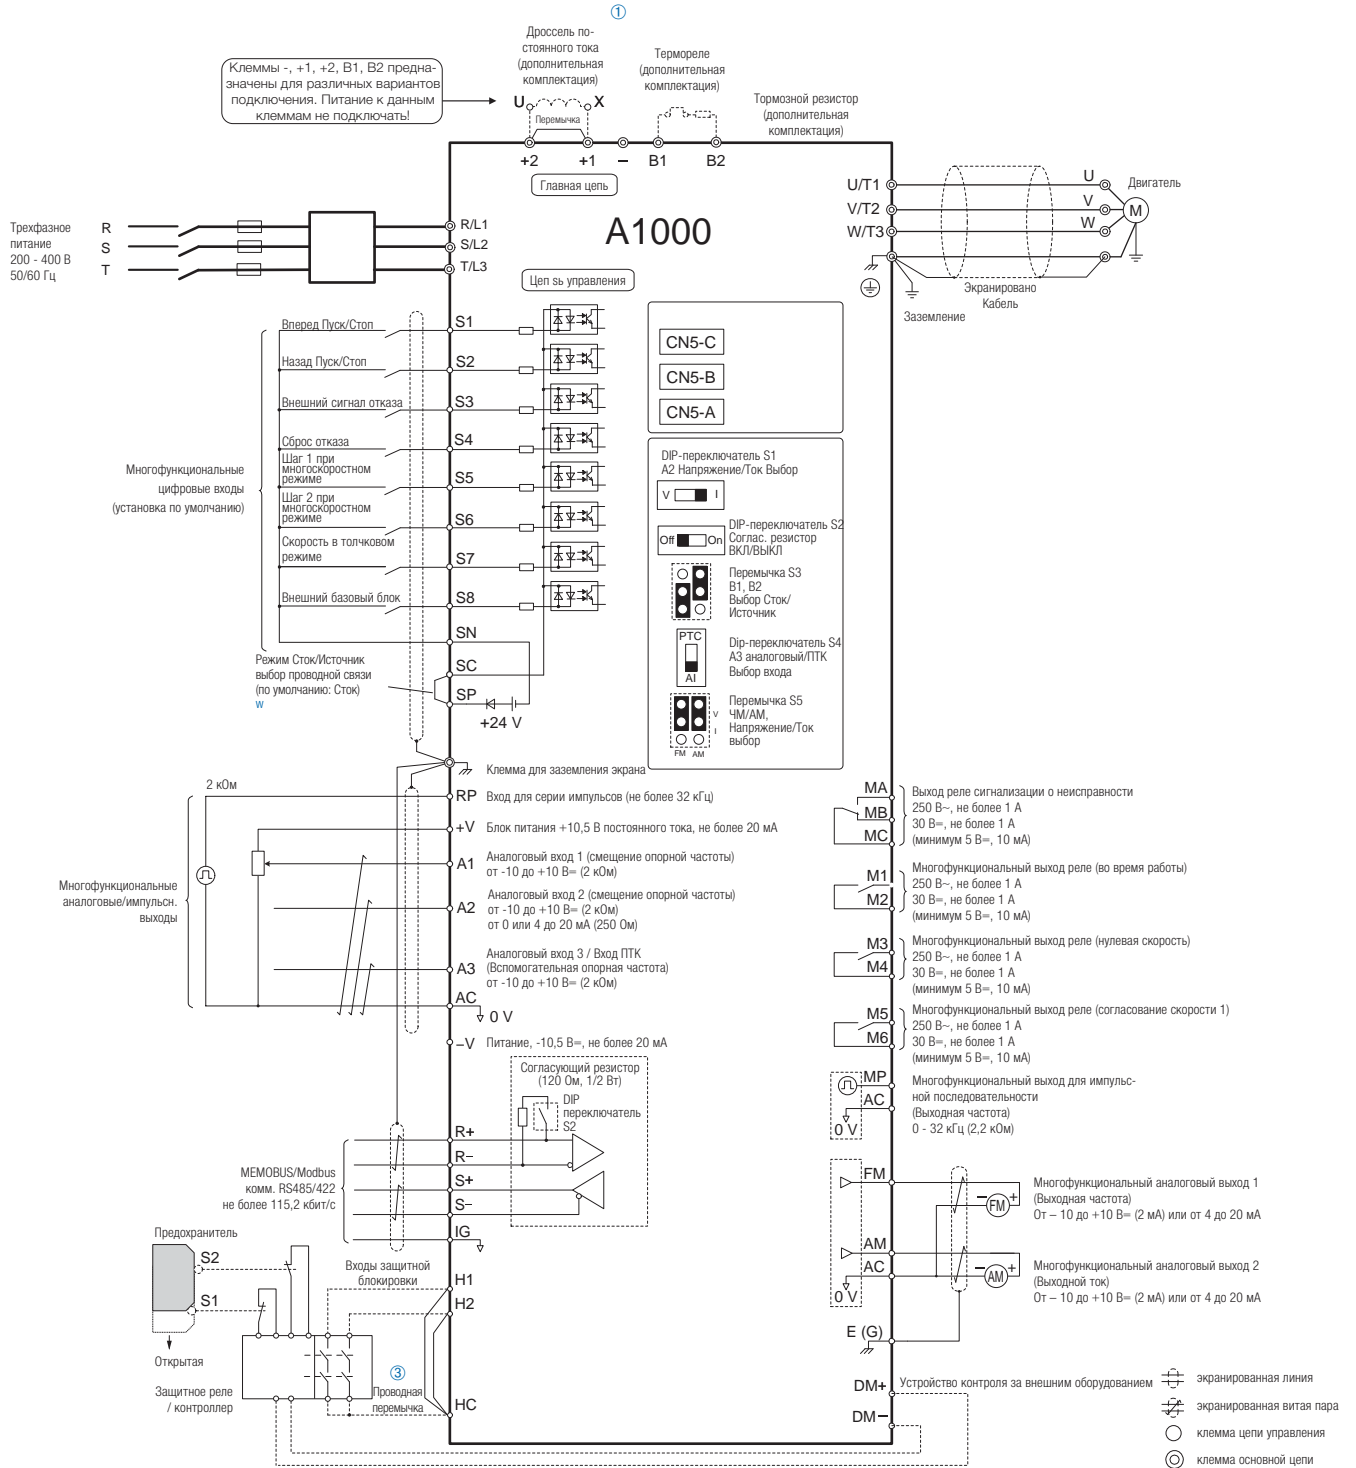 ①
Дроссель по-
стоянного тока
(дополнительная
комплектация)
Термореле
(дополнительная
комплектация)
Тормозной резистор
(дополнительная
комплектация)
Клеммы -, +1, +2, B1, B2 предна-
значены для различных вариантов
подключения. Питание к данным
клеммам не подключать!
U
X
Перемычка
+2
+1
–
B1
B2
Главная цепь
A1000
Трехфазное
питание
200 - 400 В
50/60 Гц
R
S
T
R/L1
S/L2
T/L3
U/T1
V/T2
W/T3
U
V
W
M
Двигатель
Экранировано
Кабель
Заземление
Цеп sь управления
Многофункциональные
цифровые входы
(установка по умолчанию)
Вперед Пуск/Стоп
S1
Назад Пуск/Стоп
S2
Внешний сигнал отказа
S3
Сброс отказа
S4
Шаг 1 при
многоскоростном
режиме
S5
Шаг 2 при
многоскоростном
режиме
S6
Скорость в толчковом
режиме
S7
Внешний базовый блок
S8
SN
SC
SP
+24 V
Режим Сток/Источник
выбор проводной связи
(по умолчанию: Сток)
w
CN5-C
CN5-B
CN5-A
DIP-переключатель S1
A2 Напряжение/Ток Выбор
V
I
DIP-переключатель S2
Соглас. резистор
ВКЛ/ВЫКЛ
Off
On
Перемычка S3
B1, B2
Выбор Сток/
Источник
PTC
AI
Dip-переключатель S4
A3 аналоговый/ПТК
Выбор входа
Перемычка S5
ЧМ/АМ,
Напряжение/Ток
выбор
V
I
FM
AM
Клемма для заземления экрана
2 кОм
RP
Вход для серии импульсов (не более 32 кГц)
+V
Блок питания +10,5 В постоянного тока, не более 20 мА
A1
Аналоговый вход 1 (смещение опорной частоты)
от -10 до +10 В= (2 кОм)
A2
Аналоговый вход 2 (смещение опорной частоты)
от -10 до +10 В= (2 кОм)
от 0 или 4 до 20 мА (250 Ом)
A3
Аналоговый вход 3 / Вход ПТК
(Вспомогательная опорная частота)
от -10 до +10 В= (2 кОм)
AC
0 V
–V
Питание, -10,5 В=, не более 20 мА
Многофункциональные
аналоговые/импульсн.
выходы
MA
MB
MC
Выход реле сигнализации о неисправности
250 В~, не более 1 А
30 В=, не более 1 А
(минимум 5 В=, 10 мА)
M1
M2
Многофункциональный выход реле (во время работы)
250 В~, не более 1 А
30 В=, не более 1 А
(минимум 5 В=, 10 мА)
M3
M4
Многофункциональный выход реле (нулевая скорость)
250 В~, не более 1 А
30 В=, не более 1 А
(минимум 5 В=, 10 мА)
M5
M6
Многофункциональный выход реле (согласование скорости 1)
250 В~, не более 1 А
30 В=, не более 1 А
(минимум 5 В=, 10 мА)
MP
AC
0 V
Многофункциональный выход для импульс-
ной последовательности
(Выходная частота)
0 - 32 кГц (2,2 кОм)
Согласующий резистор
(120 Ом, 1/2 Вт)
DIP
переключатель
S2
MEMOBUS/Modbus
комм. RS485/422
не более 115,2 кбит/с
R+
R–
S+
S–
IG
FM
– FM +
Многофункциональный аналоговый выход 1
(Выходная частота)
От – 10 до +10 В= (2 мА) или от 4 до 20 мА
AM
AC
0 V
– AM +
Многофункциональный аналоговый выход 2
(Выходной ток)
От – 10 до +10 В= (2 мА) или от 4 до 20 мА
E (G)
Предохранитель
S2
S1
Открытая
Защитное реле
/ контроллер
Входы защитной
блокировки
H1
H2
③
Проводная
перемычка
HC
DM+
DM–
Устройство контроля за внешним оборудованием
экранированная линия
экранированная витая пара
клемма цепи управления
клемма основной цепи